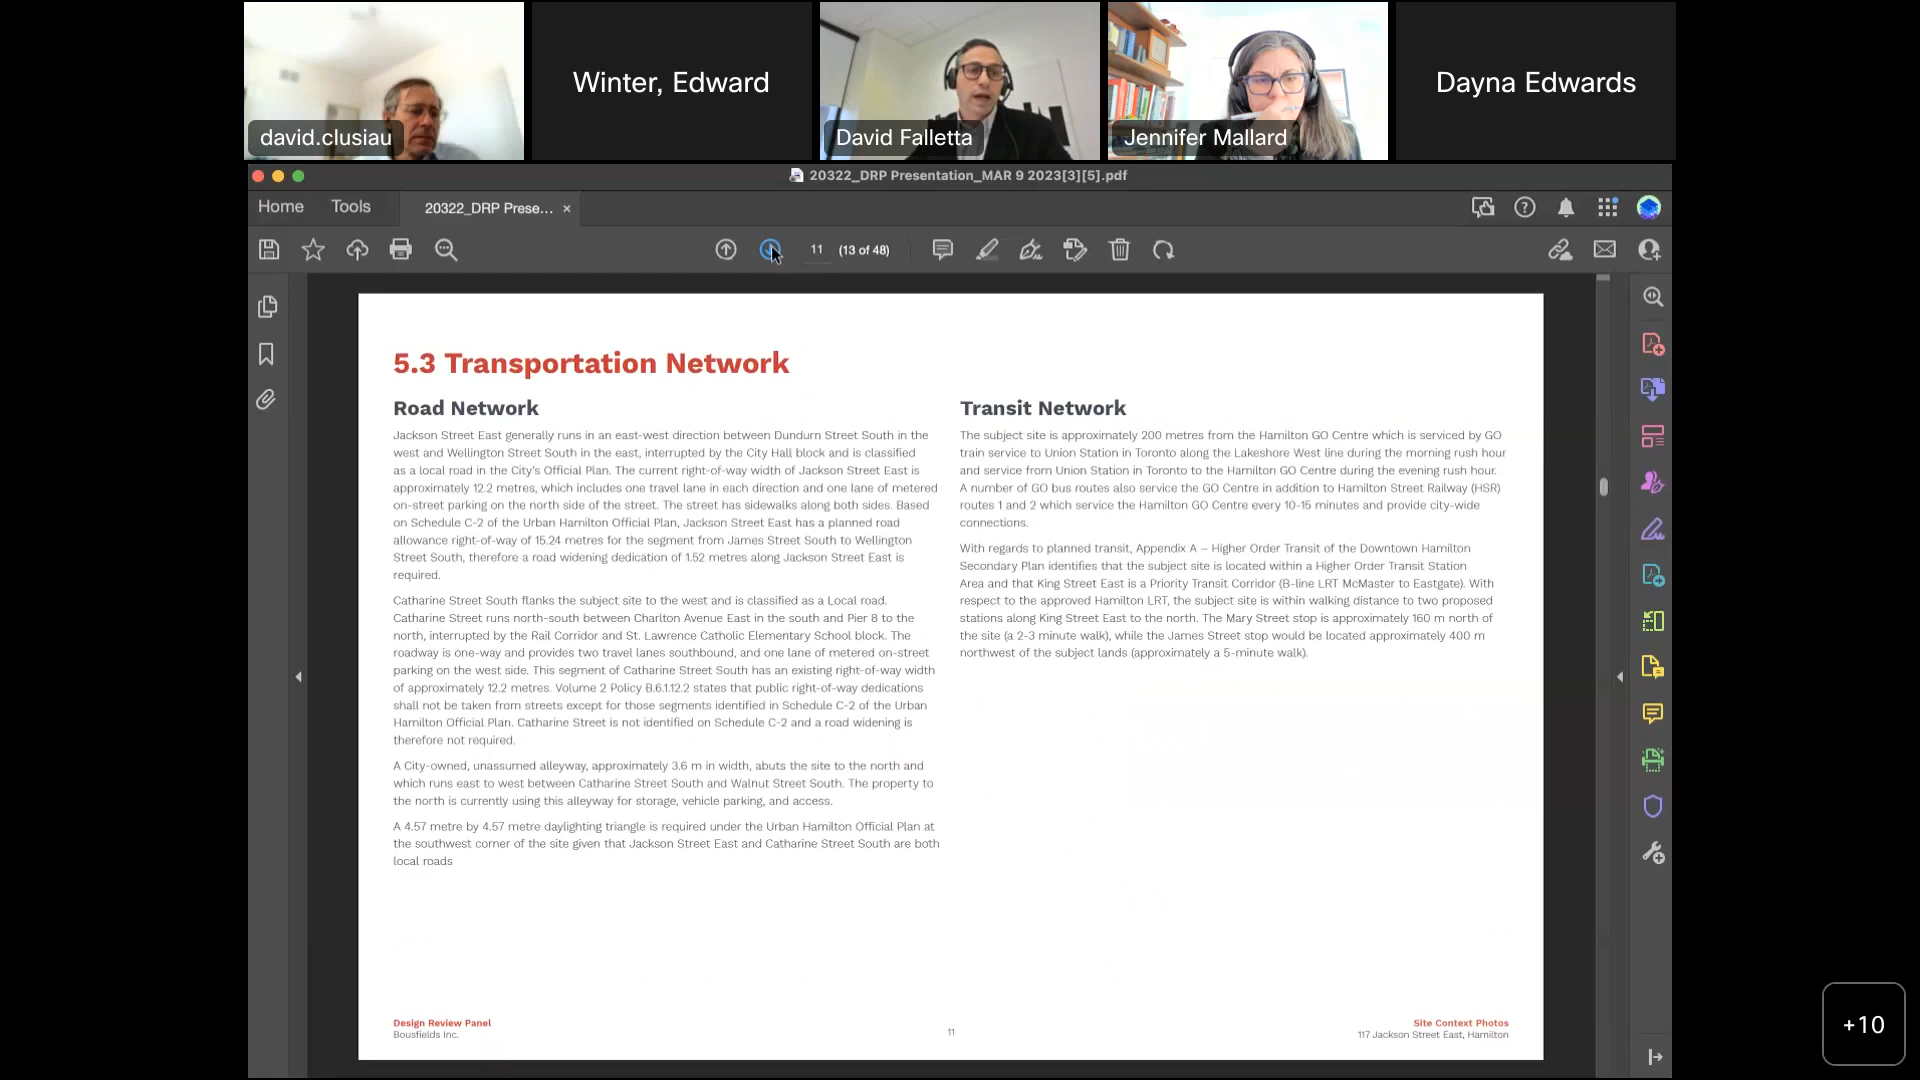 Winter, Edward
Dayna Edwards
david.clusiau
David Falletta
Jennifer Mallard
20322_DRP Presentation_MAR 9 2023[3][5].pdf
Home
Tools
20322_DRP Prese... ×
11 (13 of 48)
5.3 Transportation Network
Road Network
Jackson Street East generally runs in an east-west direction between Dundurn Street South in the
west and Wellington Street South in the east, interrupted by the City Hall block and is classified
as a local road in the City's Official Plan. The current right-of-way width of Jackson Street East is
approximately 12.2 metres, which includes one travel lane in each direction and one lane of metered
on-street parking on the north side of the street. The street has sidewalks along both sides. Based
on Schedule C-2 of the Urban Hamilton Official Plan, Jackson Street East has a planned road
allowance right-of-way of 15.24 metres for the segment from James Street South to Wellington
Street South, therefore a road widening dedication of 1.52 metres along Jackson Street East is
required.
Catharine Street South flanks the subject site to the west and is classified as a Local road.
Catharine Street runs north-south between Charlton Avenue East in the south and Pier 8 to the
north, interrupted by the Rail Corridor and St. Lawrence Catholic Elementary School block. The
roadway is one-way and provides two travel lanes southbound, and one lane of metered on-street
parking on the west side. This segment of Catharine Street South has an existing right-of-way width
of approximately 12.2 metres. Volume 2 Policy B.6.1.12.2 states that public right-of-way dedications
shall not be taken from streets except for those segments identified in Schedule C-2 of the Urban
Hamilton Official Plan. Catharine Street is not identified on Schedule C-2 and a road widening is
therefore not required.
A City-owned, unassumed alleyway, approximately 3.6 m in width, abuts the site to the north and
which runs east to west between Catharine Street South and Walnut Street South. The property to
the north is currently using this alleyway for storage, vehicle parking, and access.
A 4.57 metre by 4.57 metre daylighting triangle is required under the Urban Hamilton Official Plan at
the southwest corner of the site given that Jackson Street East and Catharine Street South are both
local roads
Transit Network
The subject site is approximately 200 metres from the Hamilton GO Centre which is serviced by GO
train service to Union Station in Toronto along the Lakeshore West line during the morning rush hour
and service from Union Station in Toronto to the Hamilton GO Centre during the evening rush hour.
A number of GO bus routes also service the GO Centre in addition to Hamilton Street Railway (HSR)
routes 1 and 2 which service the Hamilton GO Centre every 10-15 minutes and provide city-wide
connections.
With regards to planned transit, Appendix A – Higher Order Transit of the Downtown Hamilton
Secondary Plan identifies that the subject site is located within a Higher Order Transit Station
Area and that King Street East is a Priority Transit Corridor (B-line LRT McMaster to Eastgate). With
respect to the approved Hamilton LRT, the subject site is within walking distance to two proposed
stations along King Street East to the north. The Mary Street stop is approximately 160 m north of
the site (a 2-3 minute walk), while the James Street stop would be located approximately 400 m
northwest of the subject lands (approximately a 5-minute walk).
Design Review Panel
Bousfields Inc.
11
Site Context Photos
117 Jackson Street East, Hamilton
+10